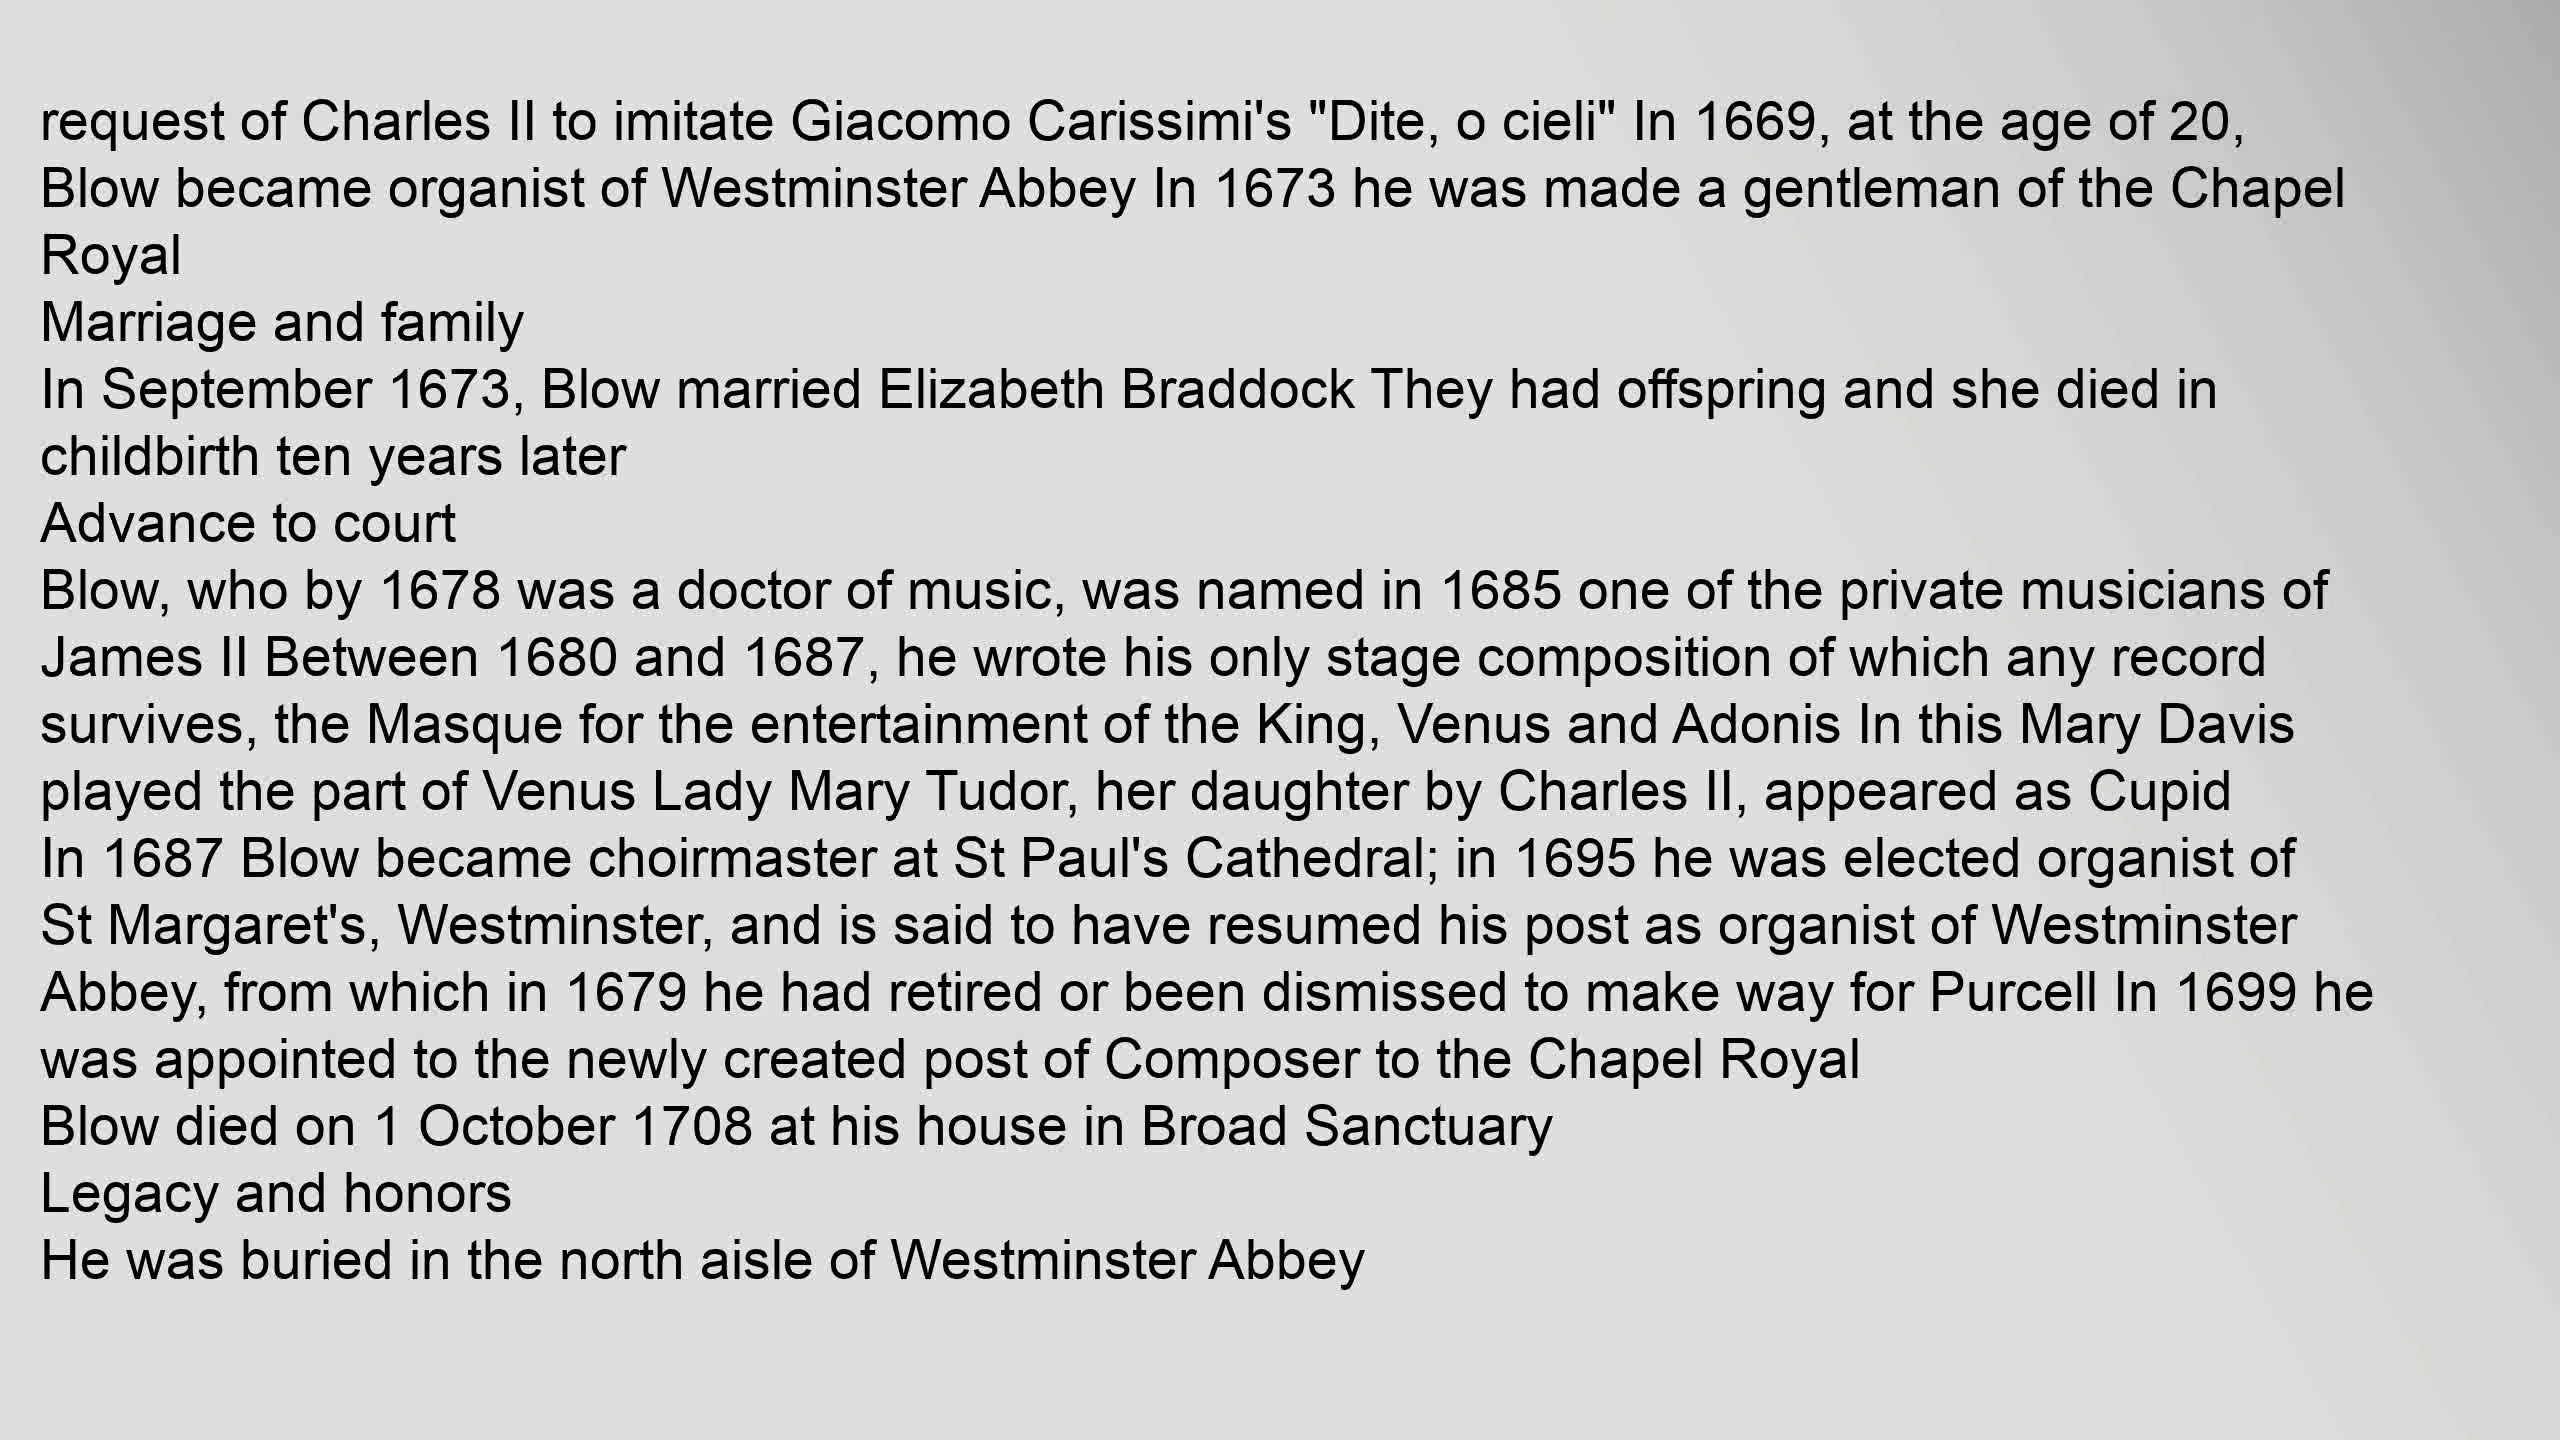 request of Charles II to imitate Giacomo Carissimi's "Dite, o cieli" In 1669, at the age of 20,
Blow became organist of Westminster Abbey In 1673 he was made a gentleman of the Chapel
Royal
Marriage and family
In September 1673, Blow married Elizabeth Braddock They had offspring and she died in
childbirth ten years later
Advance to court
Blow, who by 1678 was a doctor of music, was named in 1685 one of the private musicians of
James II Between 1680 and 1687, he wrote his only stage composition of which any record
survives, the Masque for the entertainment of the King, Venus and Adonis In this Mary Davis
played the part of Venus Lady Mary Tudor, her daughter by Charles II, appeared as Cupid
In 1687 Blow became choirmaster at St Paul's Cathedral; in 1695 he was elected organist of
St Margaret's, Westminster, and is said to have resumed his post as organist of Westminster
Abbey, from which in 1679 he had retired or been dismissed to make way for Purcell In 1699 he
was appointed to the newly created post of Composer to the Chapel Royal
Blow died on 1 October 1708 at his house in Broad Sanctuary
Legacy and honors
He was buried in the north aisle of Westminster Abbey